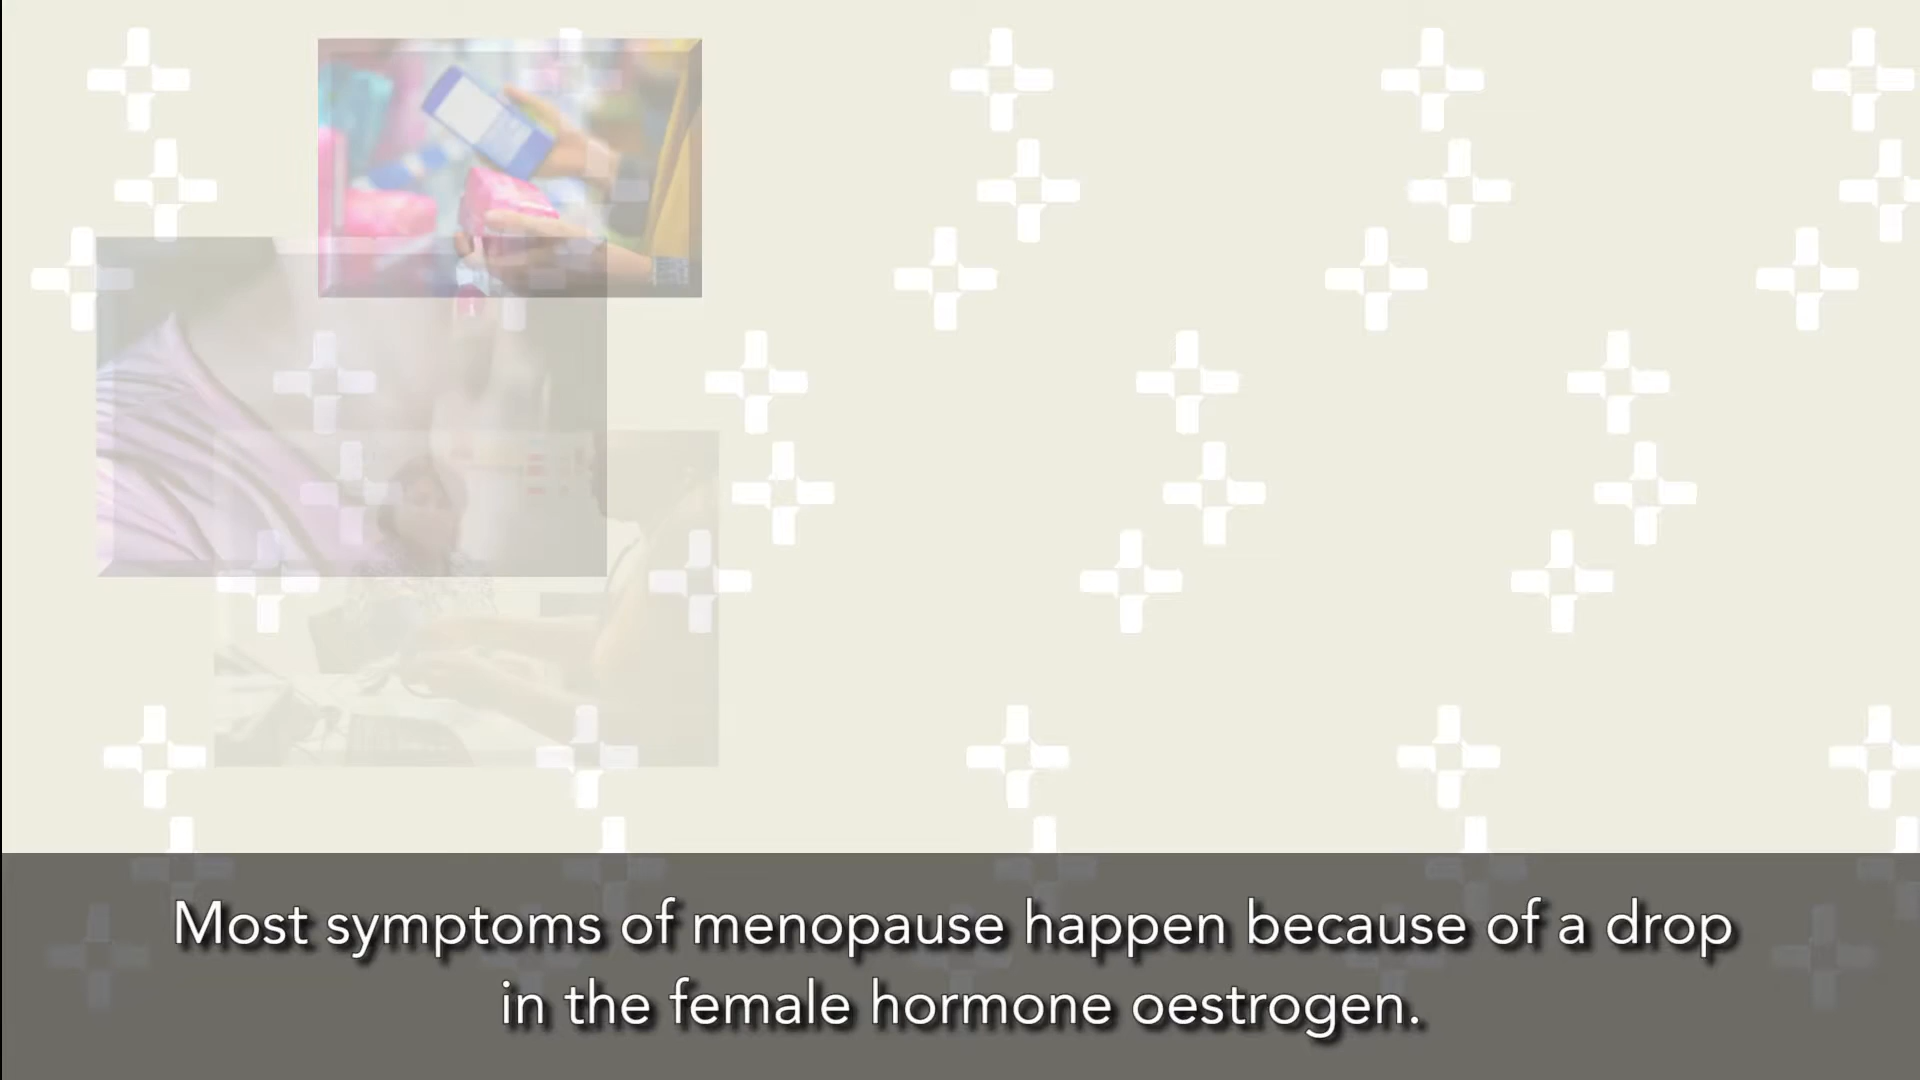 Most symptoms of menopause happen because of a drop
in the female hormone oestrogen.